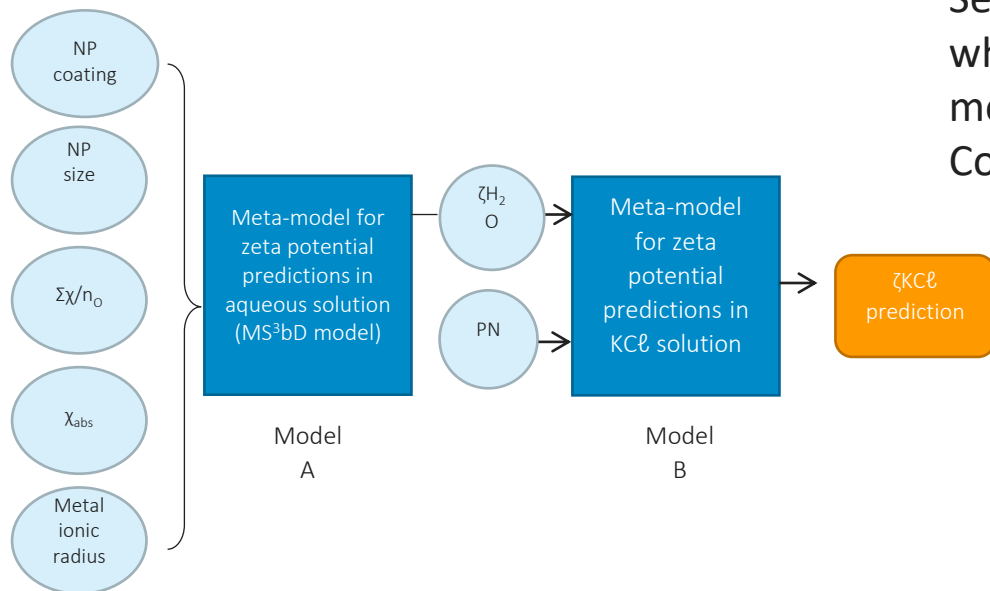 NP
coating
NP
size
Σχ/nO
χabs
Metal
ionic
radius
Meta-model for
zeta potential
predictions in
aqueous solution
(MS³bD model)
Model
A
ζH₂
O
PN
Meta-model
for zeta
potential
predictions in
KCℓ solution
Model
B
ζKCℓ
prediction